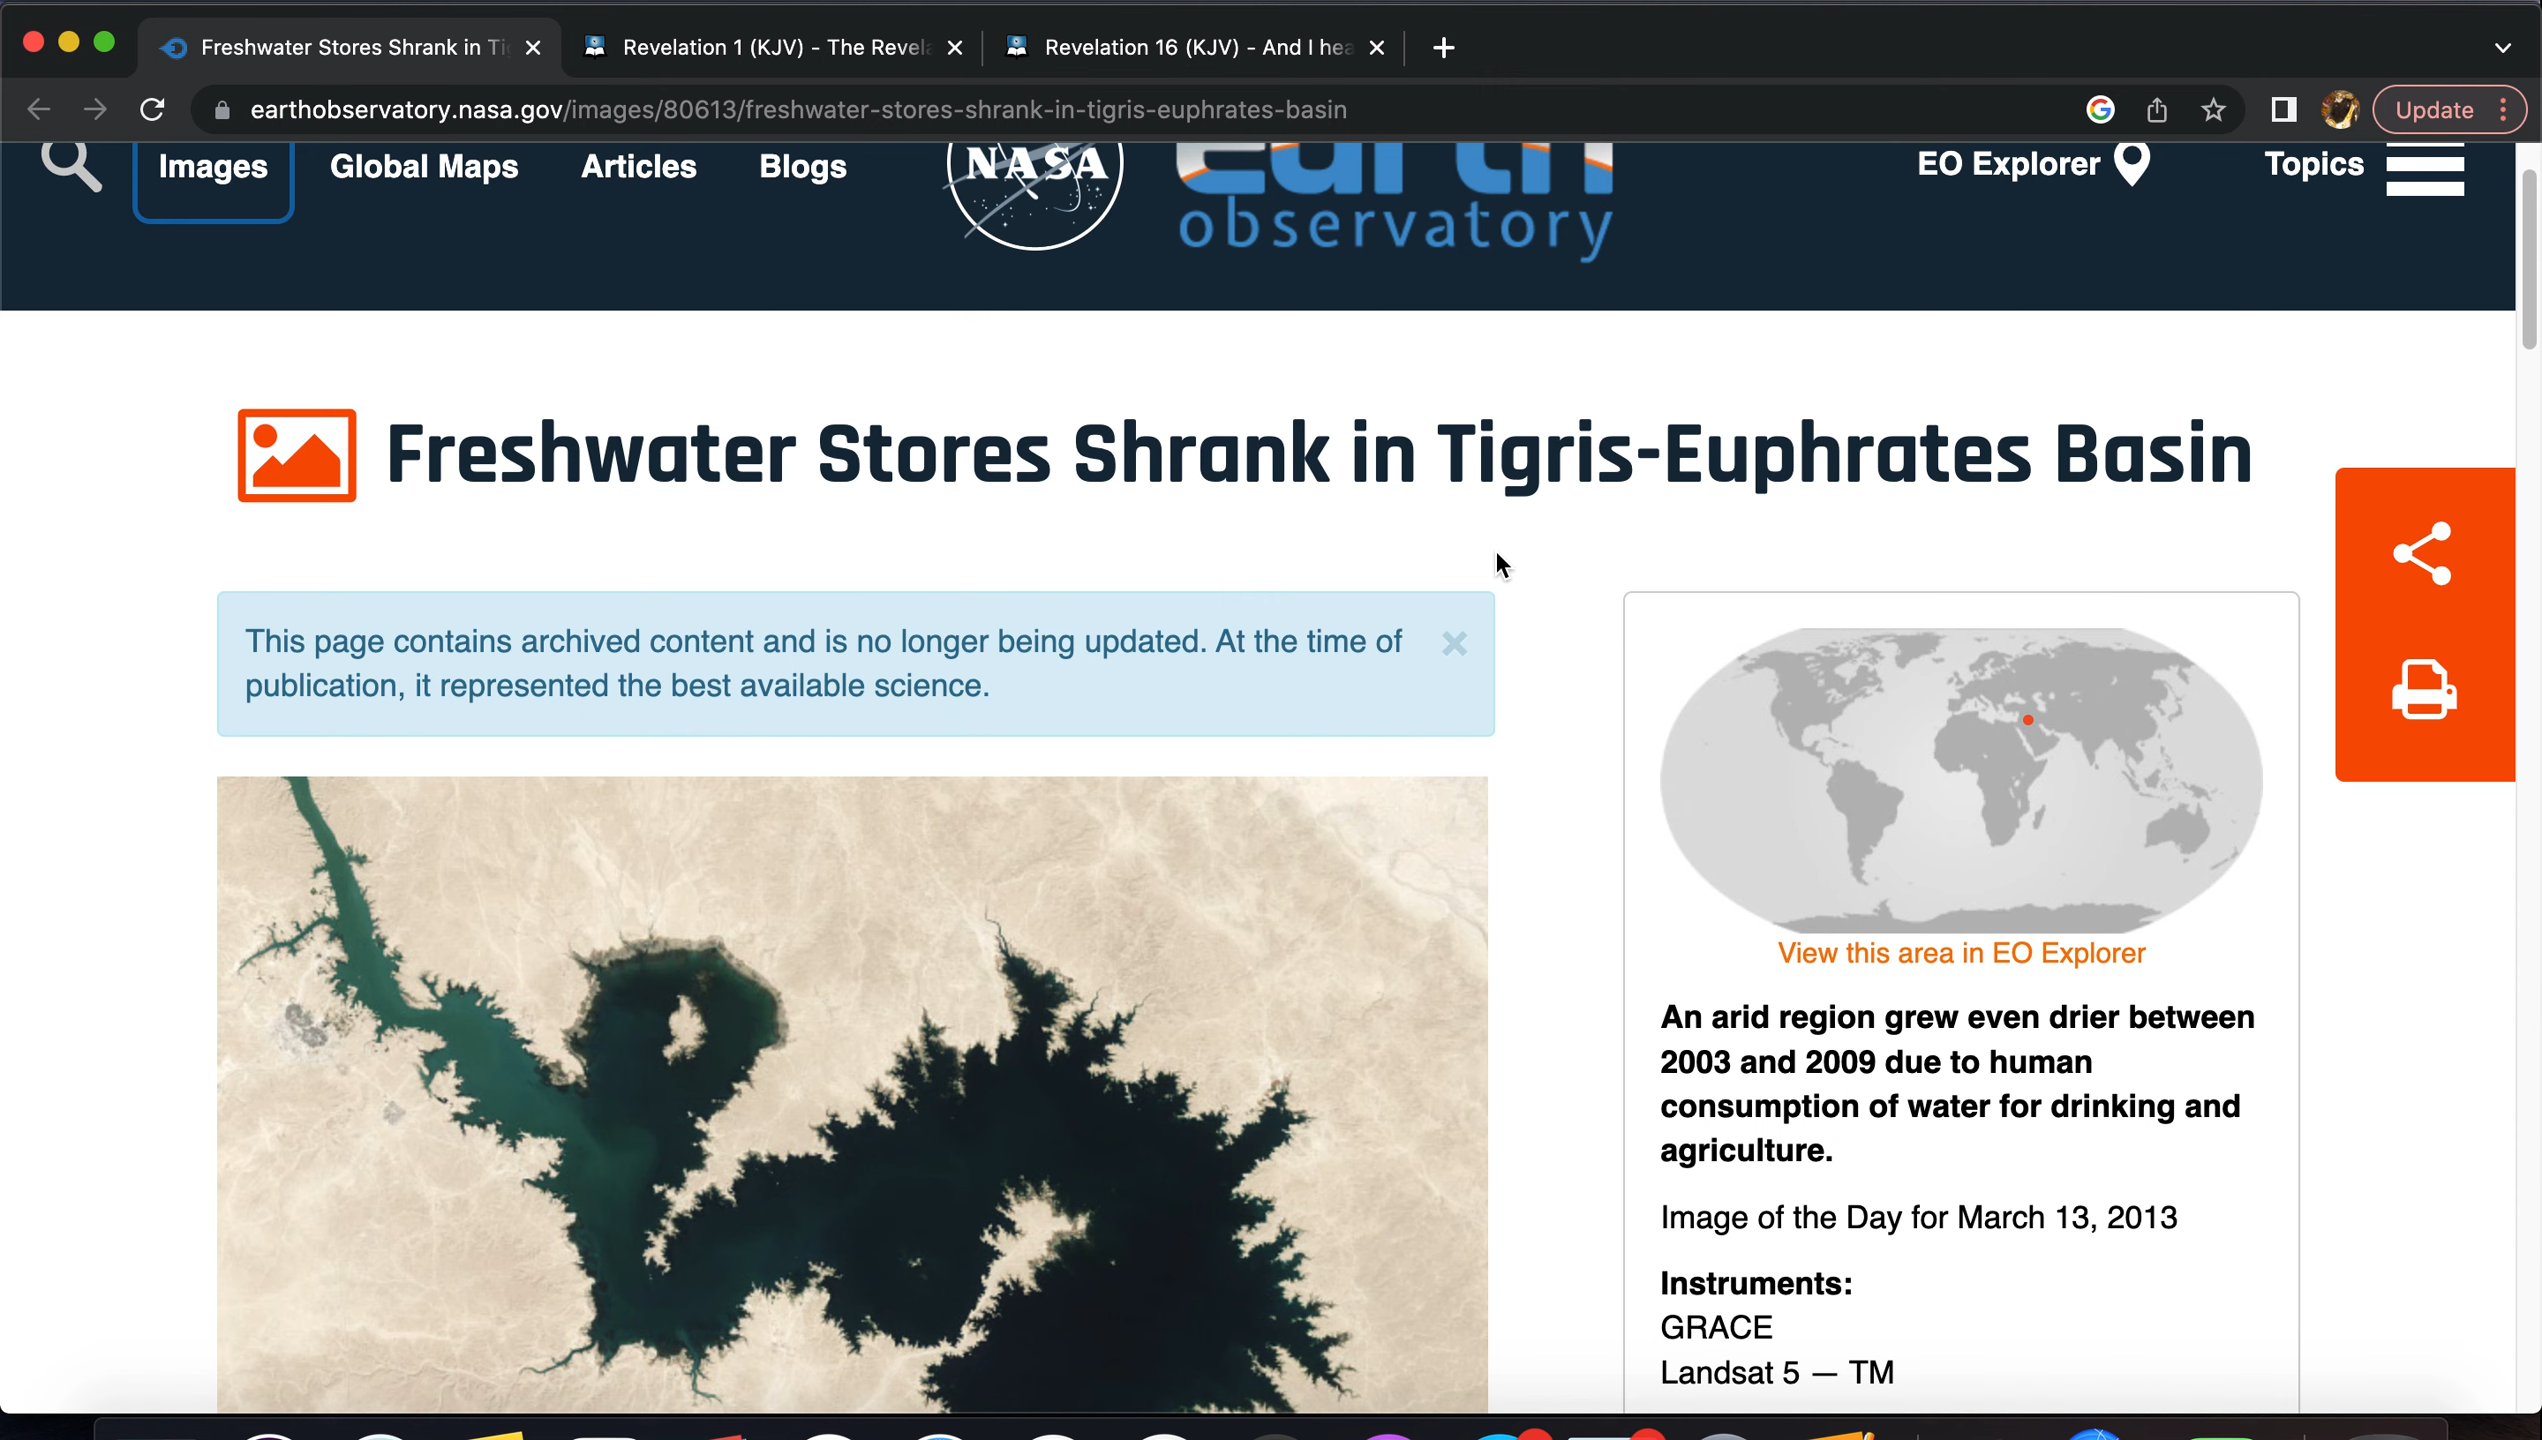 Freshwater Stores Shrank in Ti
Revelation 1 (KJV) - The Revela
Revelation 16 (KJV) - And I hea
earthobservatory.nasa.gov/images/80613/freshwater-stores-shrank-in-tigris-euphrates-basin
Update
Images
Global Maps
Articles
Blogs
NASA
earth
observatory
EO Explorer
Topics
Freshwater Stores Shrank in Tigris-Euphrates Basin
This page contains archived content and is no longer being updated. At the time of
publication, it represented the best available science.
View this area in EO Explorer
An arid region grew even drier between
2003 and 2009 due to human
consumption of water for drinking and
agriculture.
Image of the Day for March 13, 2013
Instruments:
GRACE
Landsat 5 — TM